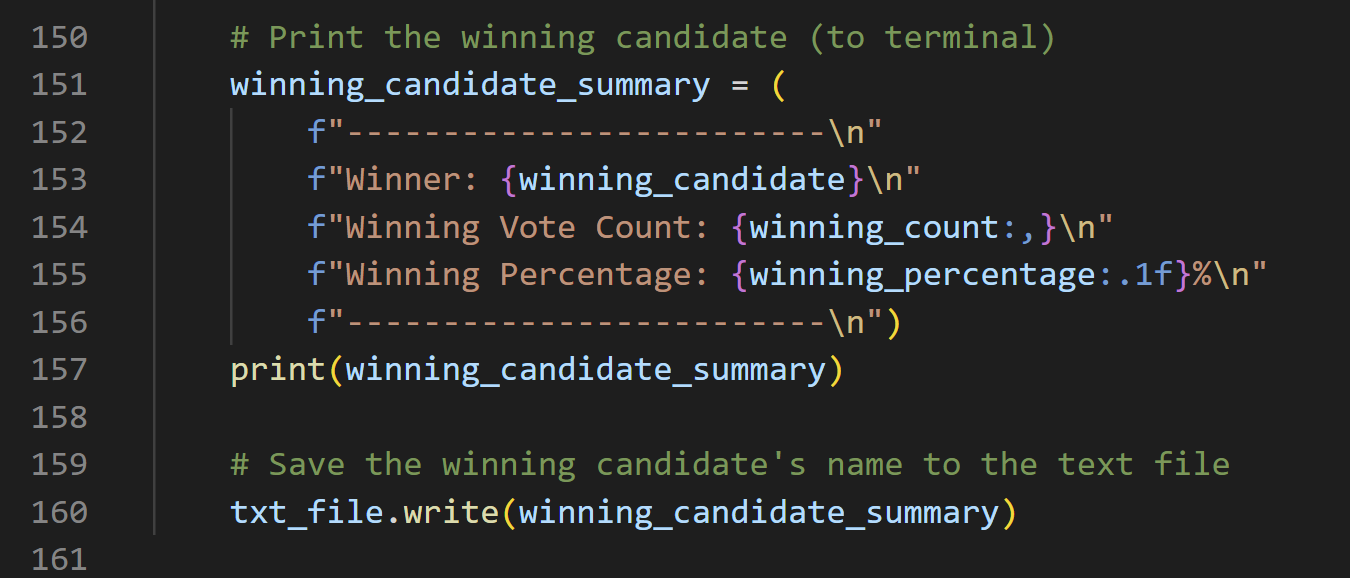 150 # Print the winning candidate (to terminal)
151 winning_candidate_summary = (
152 f"-------------------------\n"
153 f"Winner: {winning_candidate}\n"
154 f"Winning Vote Count: {winning_count:,}\n"
155 f"Winning Percentage: {winning_percentage:.1f}%\n"
156 f"-------------------------\n")
157 print(winning_candidate_summary)
158
159 # Save the winning candidate's name to the text file
160 txt_file.write(winning_candidate_summary)
161